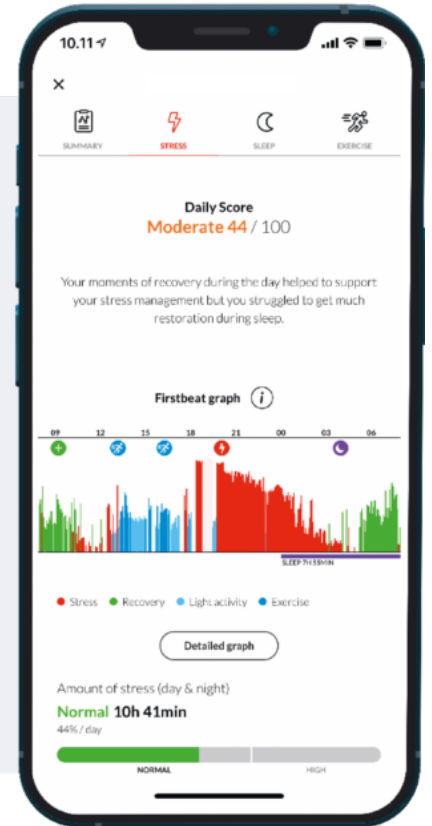 10.11
SUMMARY STRESS SLEEP EXERCISE
Daily Score
Moderate 44 / 100
Your moments of recovery during the day helped to support
your stress management but you struggled to get much
restoration during sleep.
Firstbeat graph i
09 12 15 18 21 00 03 06
SLEEP 7H 55MIN
Stress Recovery Light activity Exercise
Detailed graph
Amount of stress (day & night)
Normal 10h 41min
44% / day
NORMAL HIGH